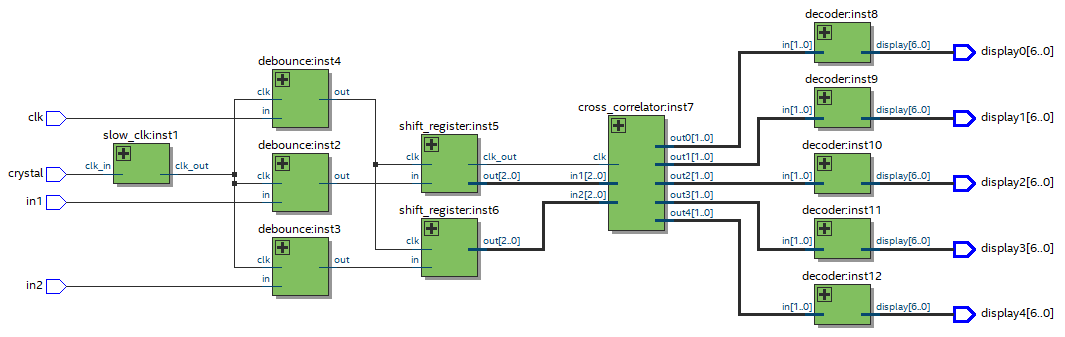 clk
crystal
in1
in2
slow_clk:inst1
clk_in
clk_out
debounce:inst4
clk
in
out
debounce:inst2
clk
in
out
debounce:inst3
clk
in
out
shift_register:inst5
clk
in
clk_out
out[2..0]
shift_register:inst6
clk
in
out[2..0]
cross_correlator:inst7
clk
in1[2..0]
in2[2..0]
out0[1..0]
out1[1..0]
out2[1..0]
out3[1..0]
out4[1..0]
decoder:inst8
in[1..0]
display[6..0]
display0[6..0]
decoder:inst9
in[1..0]
display[6..0]
display1[6..0]
decoder:inst10
in[1..0]
display[6..0]
display2[6..0]
decoder:inst11
in[1..0]
display[6..0]
display3[6..0]
decoder:inst12
in[1..0]
display[6..0]
display4[6..0]